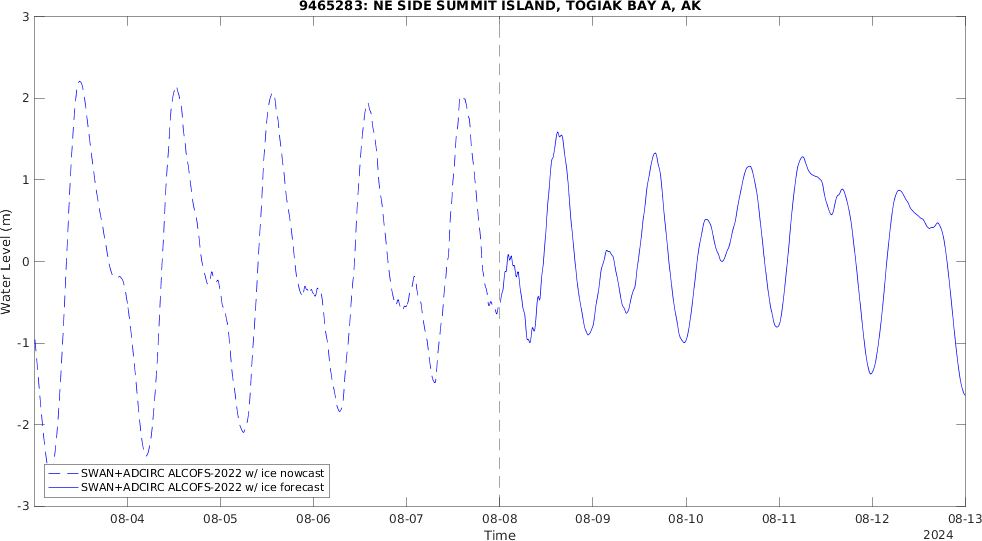 9465283: NE SIDE SUMMIT ISLAND, TOGIAK BAY A, AK
3
2
1
0
-1
-2
-3
Water Level (m)
SWAN+ADCIRC ALCOFS-2022 w/ ice nowcast
SWAN+ADCIRC ALCOFS-2022 w/ ice forecast
08-04 08-05 08-06 08-07 08-08 08-09 08-10 08-11 08-12 08-13
Time
2024